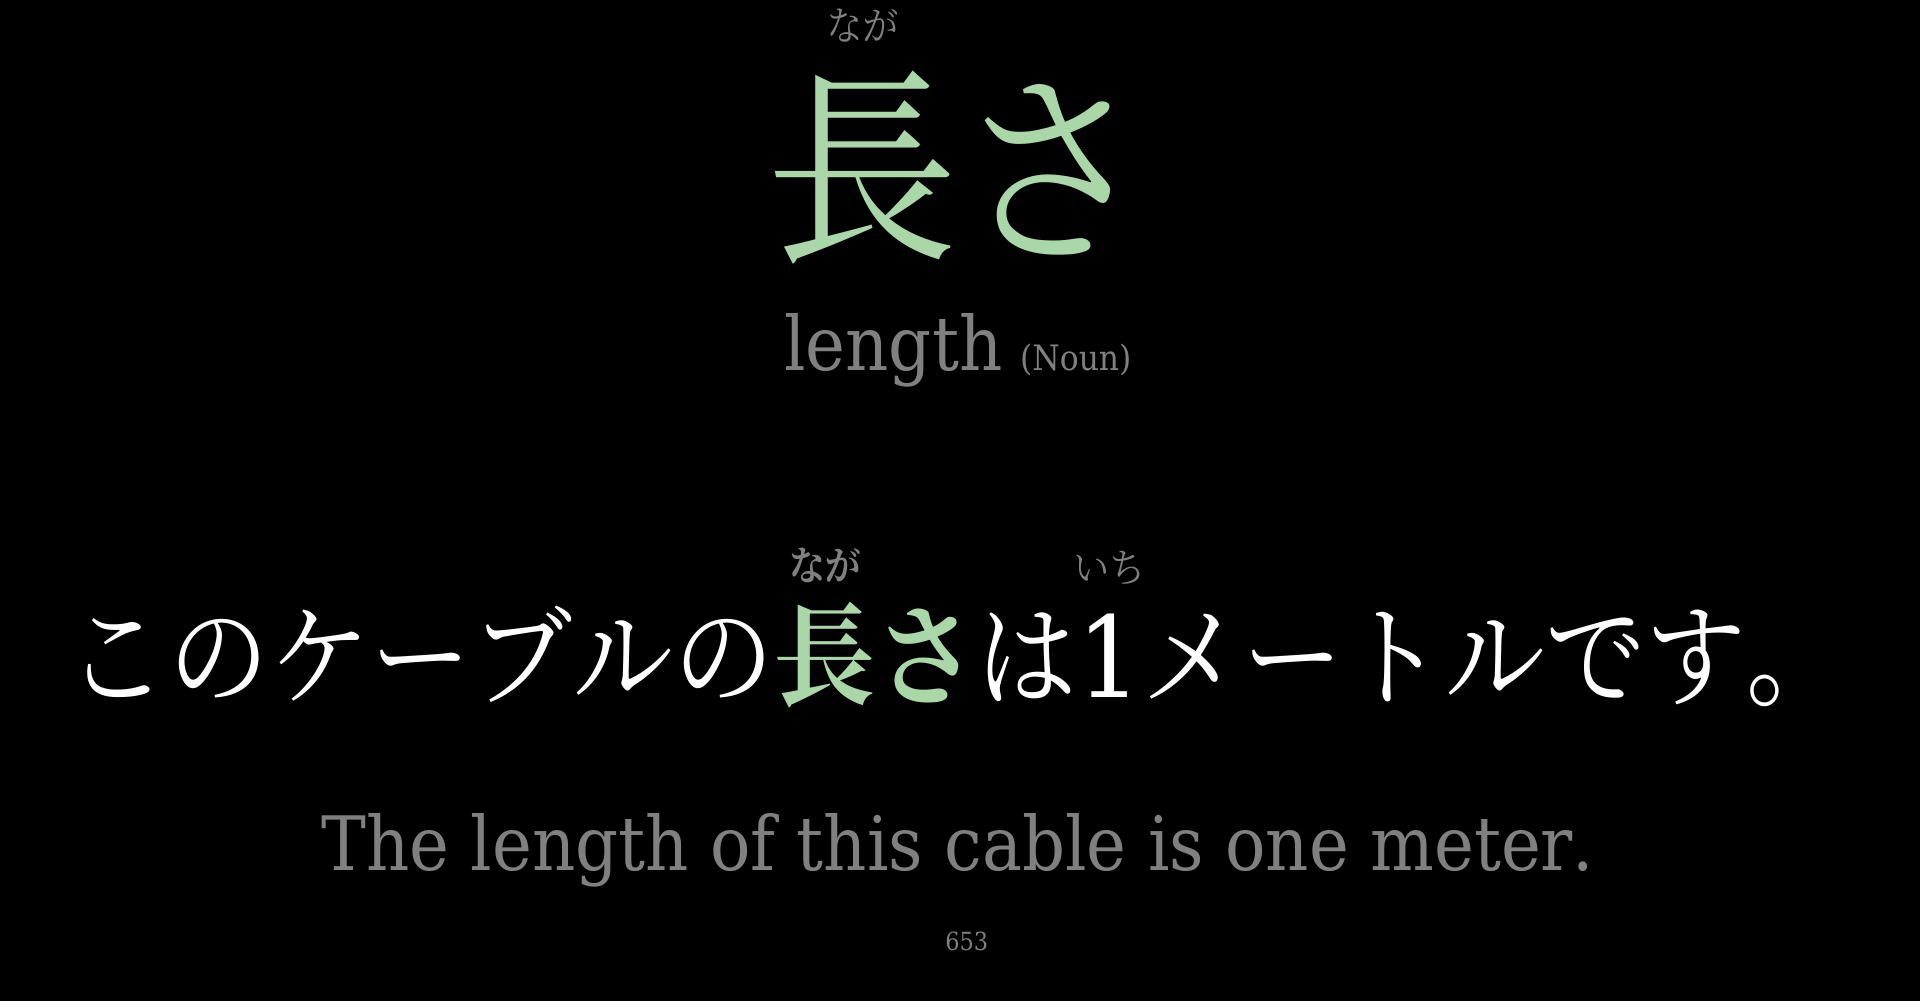 なが
長さ
length (Noun)
なが いち
このケーブルの長さは1メートルです。
The length of this cable is one meter.
653